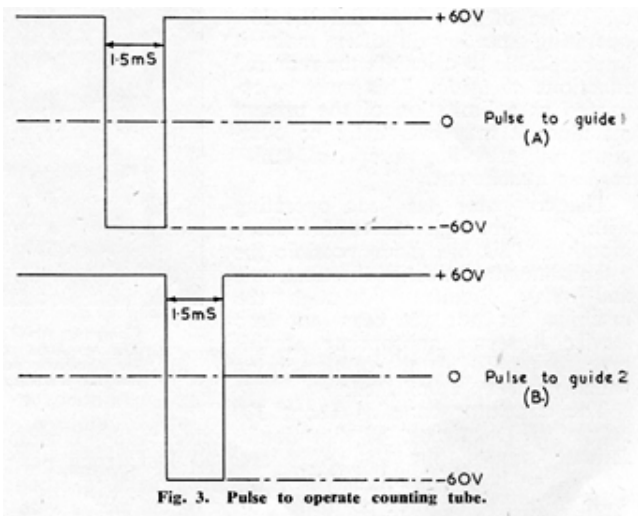 +60V
1·5mS
O Pulse to guide 1
(A)
-60V
+60V
1·5mS
O Pulse to guide 2
(B)
-60V
Fig. 3. Pulse to operate counting tube.